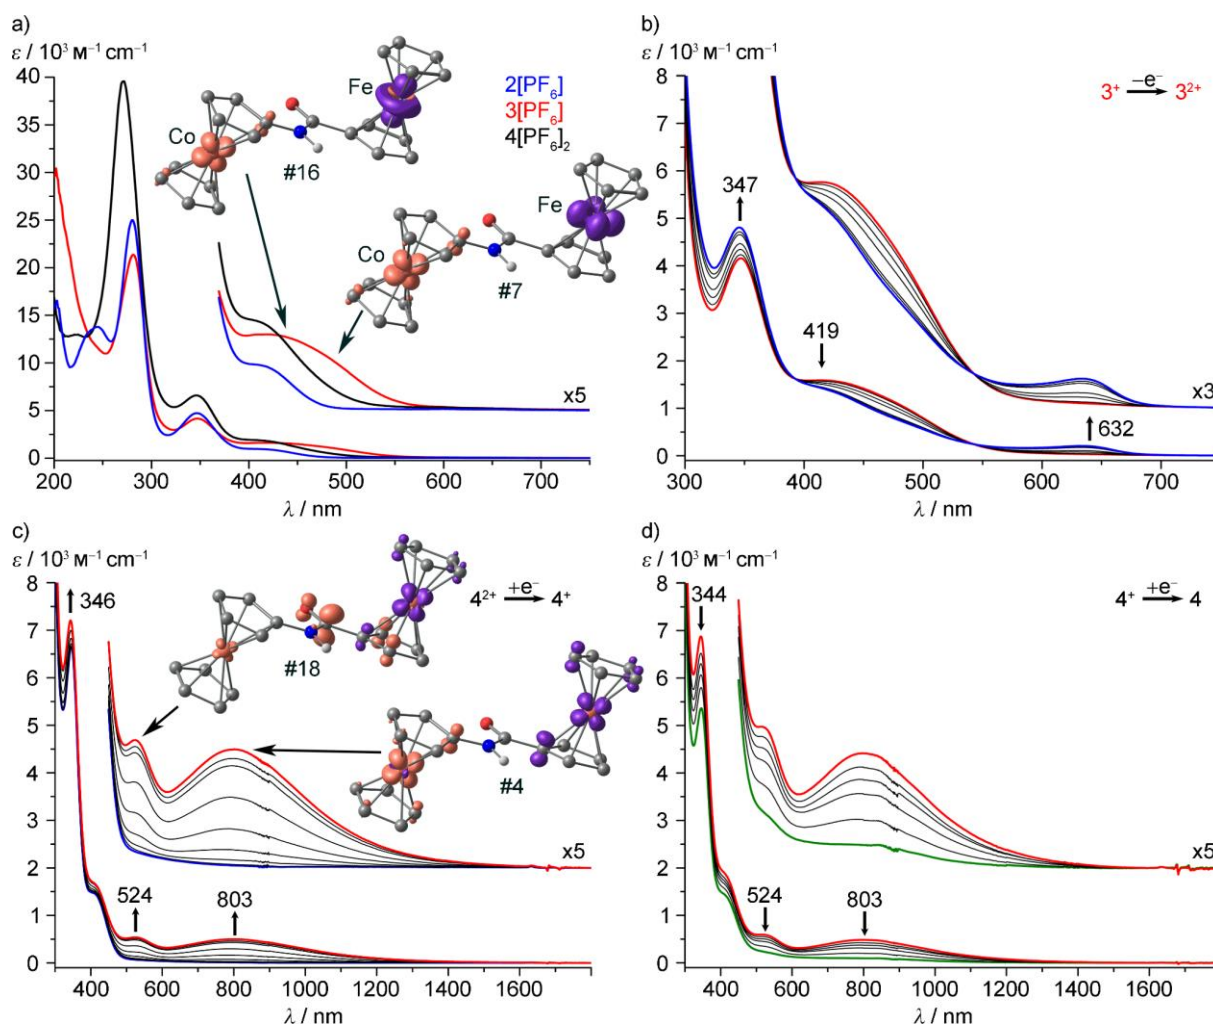 a)
ε / 10³ M⁻¹ cm⁻¹
40
35
30
25
20
15
10
5
0
200 300 400 500 600 700
λ / nm
Fe
Co
#16
2[PF₆]
3[PF₆]
4[PF₆]₂
Fe
Co
#7
x5
b)
ε / 10³ M⁻¹ cm⁻¹
8
7
6
5
4
3
2
1
0
300 400 500 600 700
λ / nm
3⁺ –e⁻ 3²⁺
347
419
632
x3
c)
ε / 10³ M⁻¹ cm⁻¹
8
7
6
5
4
3
2
1
0
400 600 800 1000 1200 1400 1600
λ / nm
346
4²⁺ +e⁻ 4⁺
#18
#4
x5
524
803
d)
ε / 10³ M⁻¹ cm⁻¹
8
7
6
5
4
3
2
1
0
400 600 800 1000 1200 1400 1600
λ / nm
344
4⁺ +e⁻ 4
x5
524
803